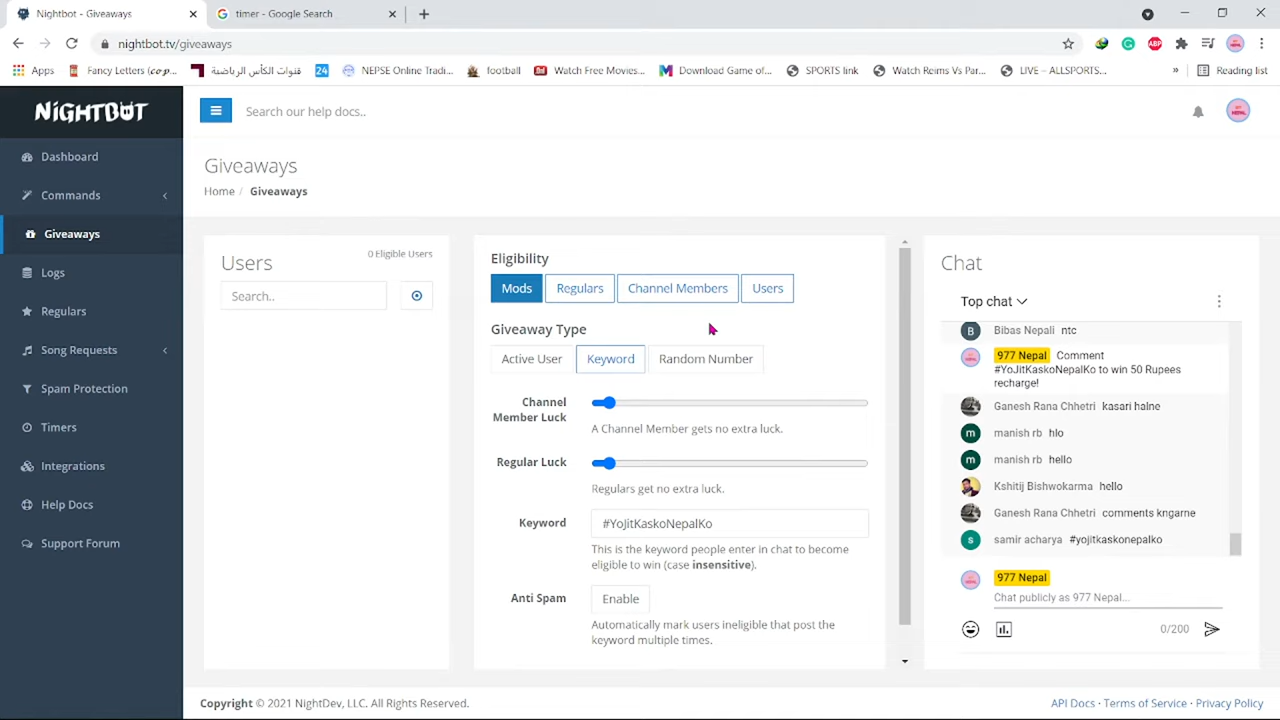 Nightbot - Giveaways
timer - Google Search
nightbot.tv/giveaways
Apps
NEPSE Online Tradi...
football
Watch Free Movies...
Download Game of...
SPORTS link
Watch Reims Vs Par...
LIVE – ALLSPORTS...
»
Reading list
24
قنوات الكأس الرياضية
Fancy Letters (𝓬𝓸𝓹...
ABP
NIGHTBOT
Search our help docs..
Dashboard
Commands
Giveaways
Logs
Regulars
Song Requests
Spam Protection
Timers
Integrations
Help Docs
Support Forum
Giveaways
Home / Giveaways
Users
0 Eligible Users
Search..
Eligibility
Mods
Regulars
Channel Members
Users
Giveaway Type
Active User
Keyword
Random Number
Channel
Member Luck
A Channel Member gets no extra luck.
Regular Luck
Regulars get no extra luck.
Keyword
#YoJitKaskoNepalKo
This is the keyword people enter in chat to become
eligible to win (case insensitive).
Anti Spam
Enable
Automatically mark users ineligible that post the
keyword multiple times.
Chat
Top chat
B
Bibas Nepali ntc
977 Nepal Comment
#YoJitKaskoNepalKo to win 50 Rupees
recharge!
Ganesh Rana Chhetri kasari halne
m
manish rb hlo
m
manish rb hello
Kshitij Bishwokarma hello
Ganesh Rana Chhetri comments kngarne
s
samir acharya #yojitkaskonepalko
977 Nepal
Chat publicly as 977 Nepal...
0/200
Copyright © 2021 NightDev, LLC. All Rights Reserved.
API Docs · Terms of Service · Privacy Policy